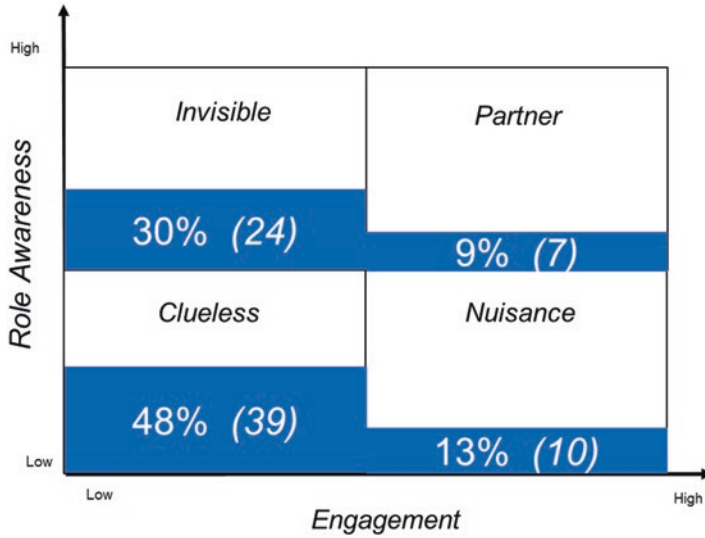 High
Invisible
Partner
Role Awareness
30% (24)
9% (7)
Clueless
Nuisance
48% (39)
13% (10)
Low
Low
High
Engagement